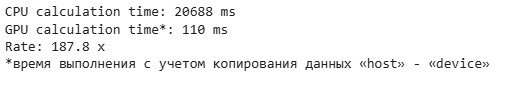 CPU calculation time: 20688 ms
GPU calculation time*: 110 ms
Rate: 187.8 x
*время выполнения с учетом копирования данных «host» - «device»